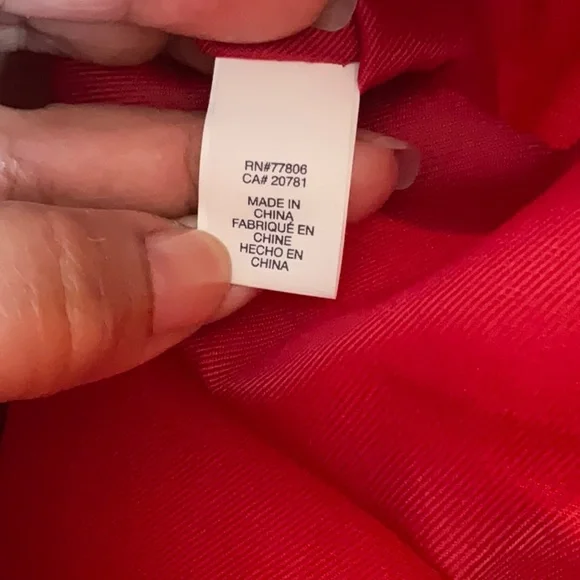 RN#77806
CA# 20781
MADE IN
CHINA
FABRIQUÉ EN
CHINE
HECHO EN
CHINA